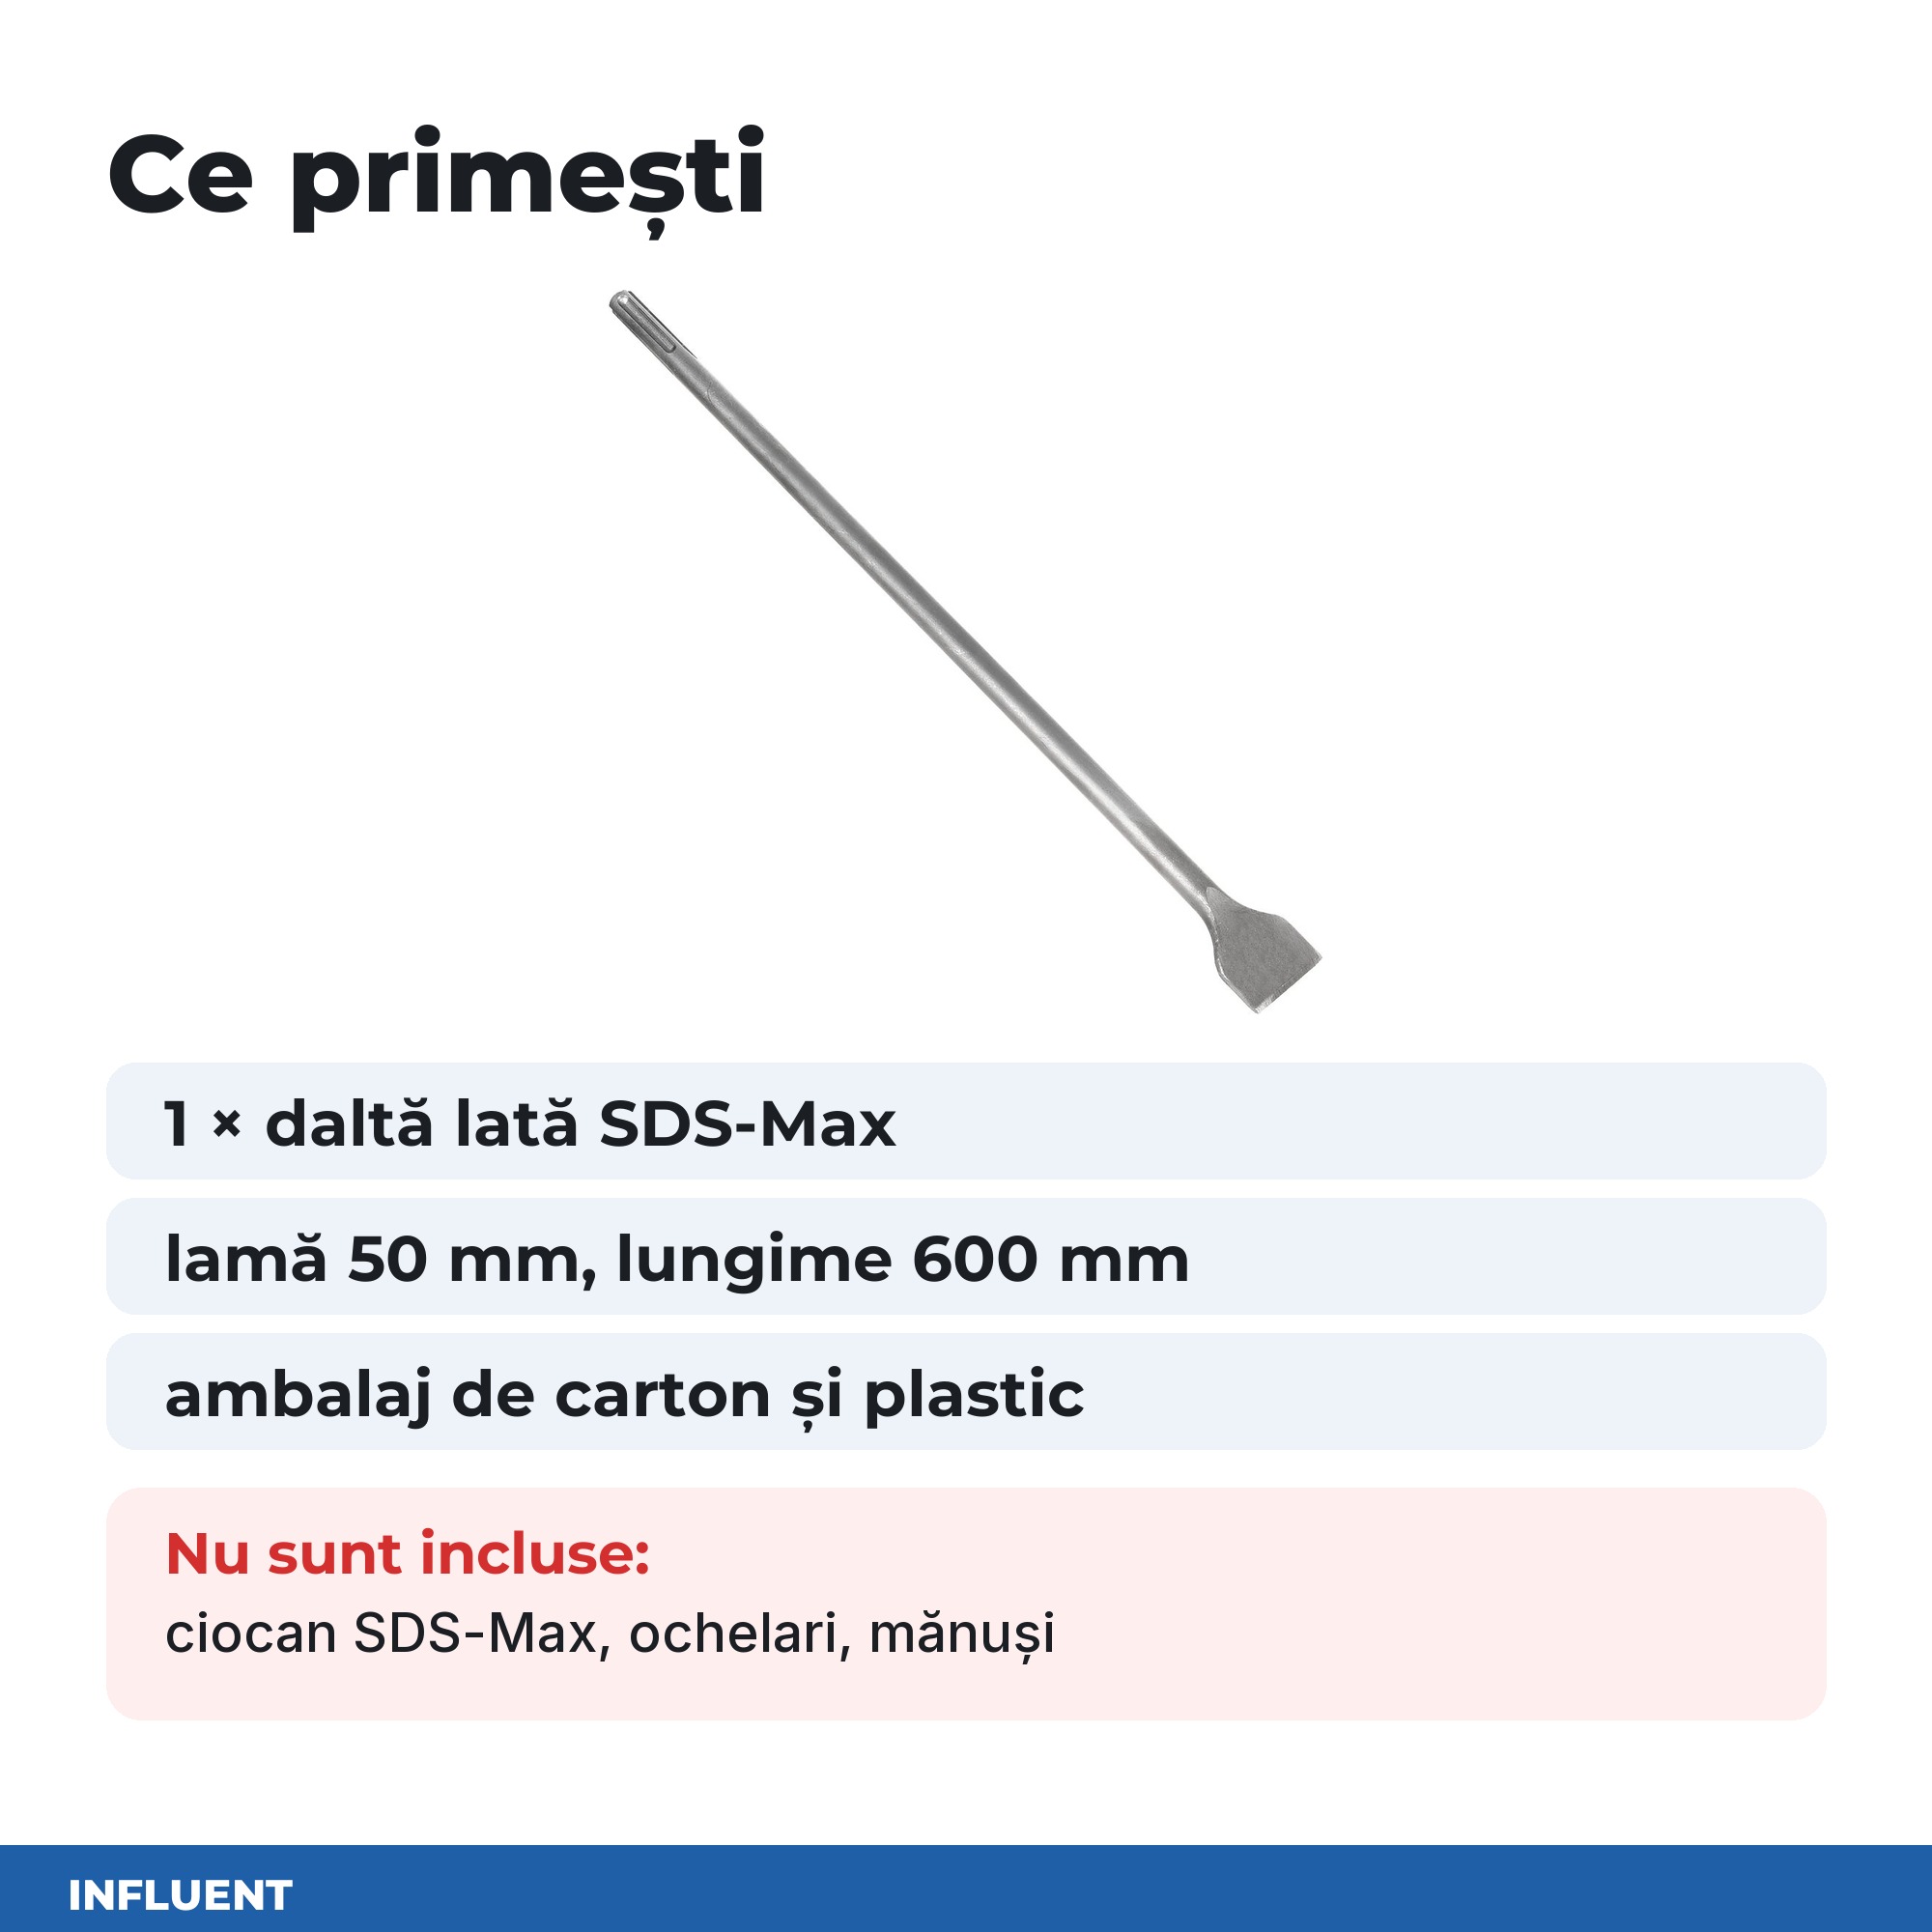 Ce primești
1 × daltă lată SDS-Max
lamă 50 mm, lungime 600 mm
ambalaj de carton și plastic
Nu sunt incluse:
ciocan SDS-Max, ochelari, mănuși
INFLUENT